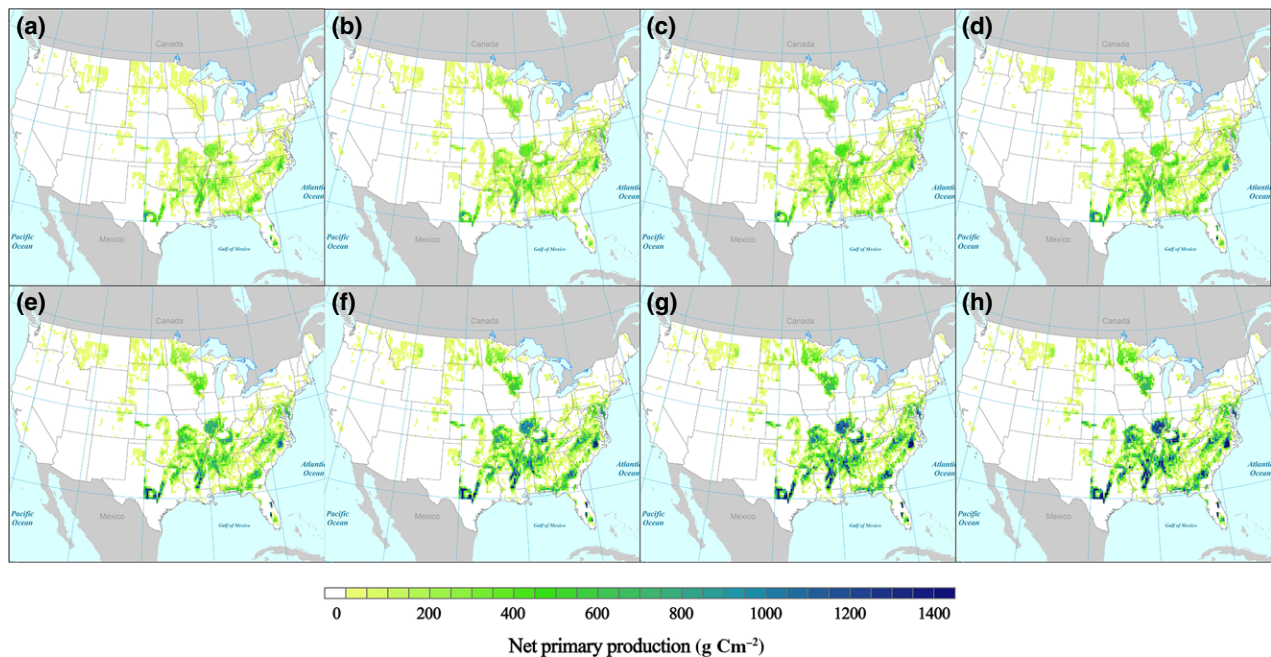 (a) (b) (c) (d)
Canada Canada Canada Canada
Atlantic Atlantic Atlantic Atlantic
Ocean Ocean Ocean Ocean
Pacific Mexico Pacific Mexico Pacific Mexico Pacific Mexico
Ocean Gulf of Mexico Ocean Gulf of Mexico Ocean Gulf of Mexico Ocean Gulf of Mexico
(e) (f) (g) (h)
Canada Canada Canada Canada
Atlantic Atlantic Atlantic Atlantic
Ocean Ocean Ocean Ocean
Pacific Mexico Pacific Mexico Pacific Mexico Pacific Mexico
Ocean Gulf of Mexico Ocean Gulf of Mexico Ocean Gulf of Mexico Ocean Gulf of Mexico
0 200 400 600 800 1000 1200 1400
Net primary production (g Cm⁻²)